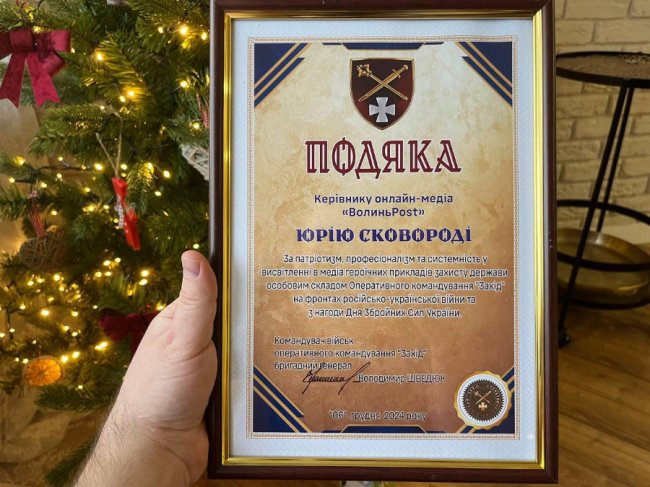 ПОДЯКА
Керівнику онлайн-медіа
«ВолиньPost»
ЮРІЮ СКОВОРОДІ
За патріотизм, професіоналізм та системність у
висвітленні в медіа героїчних прикладів захисту держави
особовим складом Оперативного командування "Захід"
на фронтах російсько-української війни та
з нагоди Дня Збройних Сил України.
Командувач військ
оперативного командування "Захід"
бригадний генерал
Володимир ШВЕДЮК
"06" грудня 2024 року